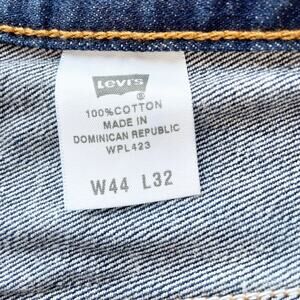 Levi's
®
100% COTTON
MADE IN
DOMINICAN REPUBLIC
WPL423
W44 L32